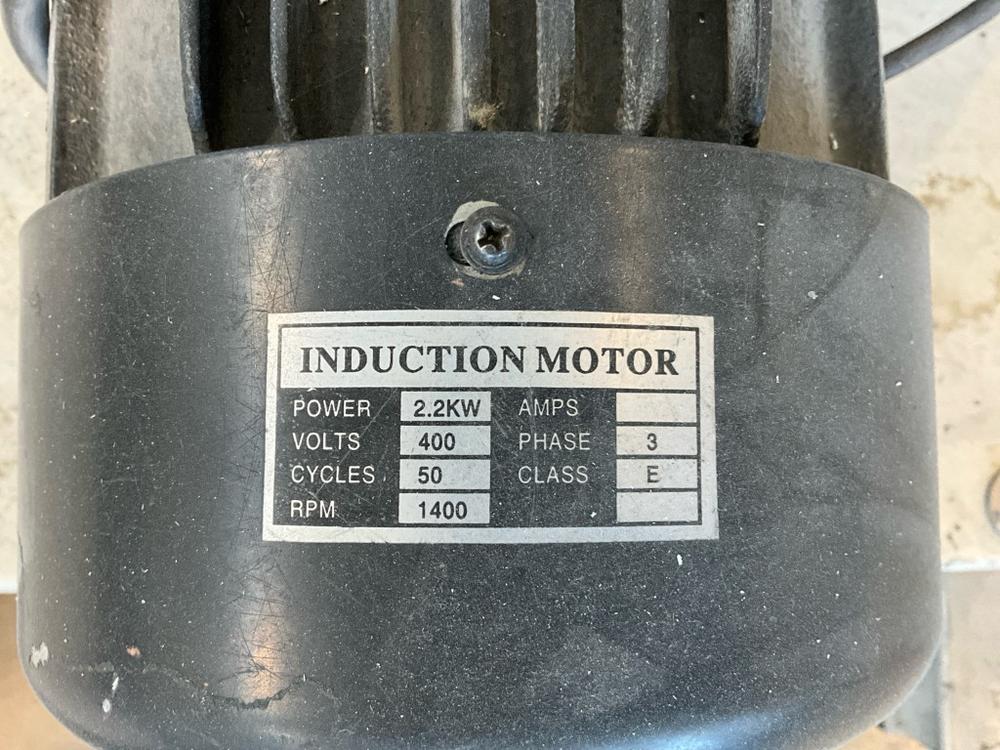 INDUCTION MOTOR
POWER 2.2KW AMPS
VOLTS 400 PHASE 3
CYCLES 50 CLASS E
RPM 1400